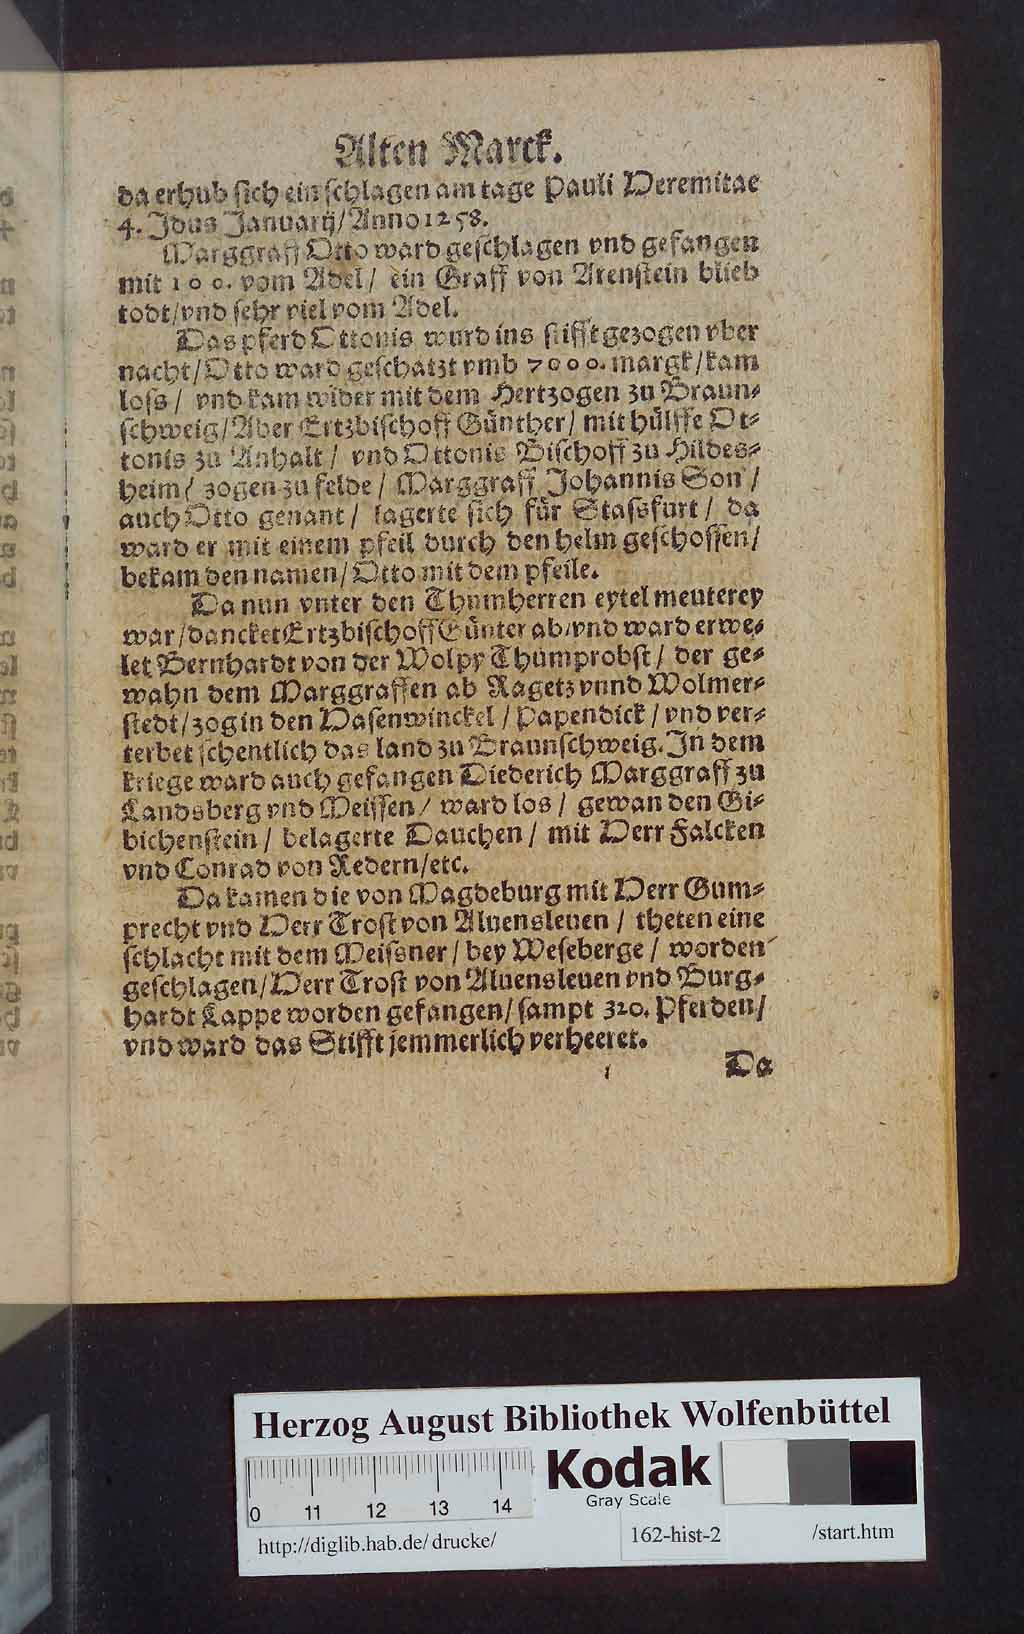 Alten Marck.
da erhub sich ein schlagen am tage Pauli Heremitae
4. Idus Januarij/Anno 1258.
Marggraff Otto ward geschlagen vnd gefangen
mit 100. vom Adel/ ein Graff von Arenstein blieb
todt/vnd sehr viel vom Adel.
Das pferd Ottonis wurd ins stifft gezogen vber
nacht/Otto ward geschatzt vmb 7000. margk/kam
loss/ vnd kam wider mit dem Hertzogen zu Braun-
schweig/Aber Ertzbischoff Günther/ mit hülffe Ot-
tonis zu Anhalt/ vnd Ottonis Bischoff zu Hildes-
heim/ zogen zu felde/ Marggraff Johannis Son/
auch Otto genant/ lagerte sich für Stassfurt/ da
ward er mit einem pfeil durch den helm geschossen/
bekam den namen/Otto mit dem pfeile.
Da nun vnter den Thumherren eytel meuterey
war/dancket Ertzbischoff Günter ab/vnd ward erwe-
let Bernhardt von der Wolpy Thumprobst/ der ge-
wahn dem Marggraffen ab Ragetz vnnd Wolmer-
stedt/zog in den Hasenwinckel/Papendick/vnd ver-
terbet schentlich das land zu Braunschweig. In dem
kriege ward auch gefangen Diederich Marggraff zu
Landsberg vnd Meissen/ ward los/ gewan den Gi-
bichenstein/ belagerte Dauchen/ mit Herr Falcken
vnd Conrad von Redern/etc.
Da kamen die von Magdeburg mit Herr Gum-
precht vnd Herr Trost von Aluensleuen/ theten eine
schlacht mit dem Meissner/bey Weseberge/ worden
geschlagen/Herr Trost von Aluensleuen vnd Burg-
hardt Lappe worden gefangen/sampt 320. Pferden/
vnd ward das Stifft jemmerlich verheeret.
Da
Herzog August Bibliothek Wolfenbüttel
0 11 12 13 14
Kodak
Gray Scale
http://diglib.hab.de/drucke/ 162-hist-2 /start.htm